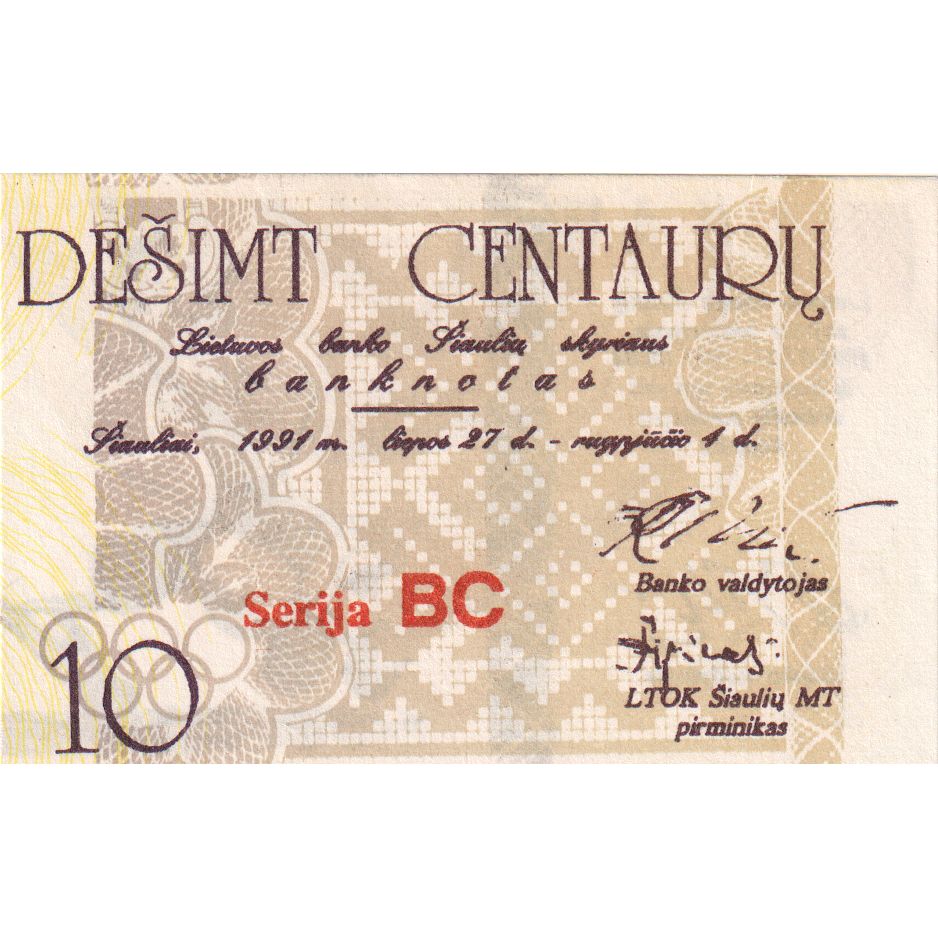 DEŠIMT CENTAURŲ
Lietuvos banko Šiaulių skyriaus
banknotas
Šiauliai, 1991 m. liepos 27 d. - rugpjūčio 4 d.
Banko valdytojas
Serija BC
LTOK Šiaulių MT
pirminikas
10